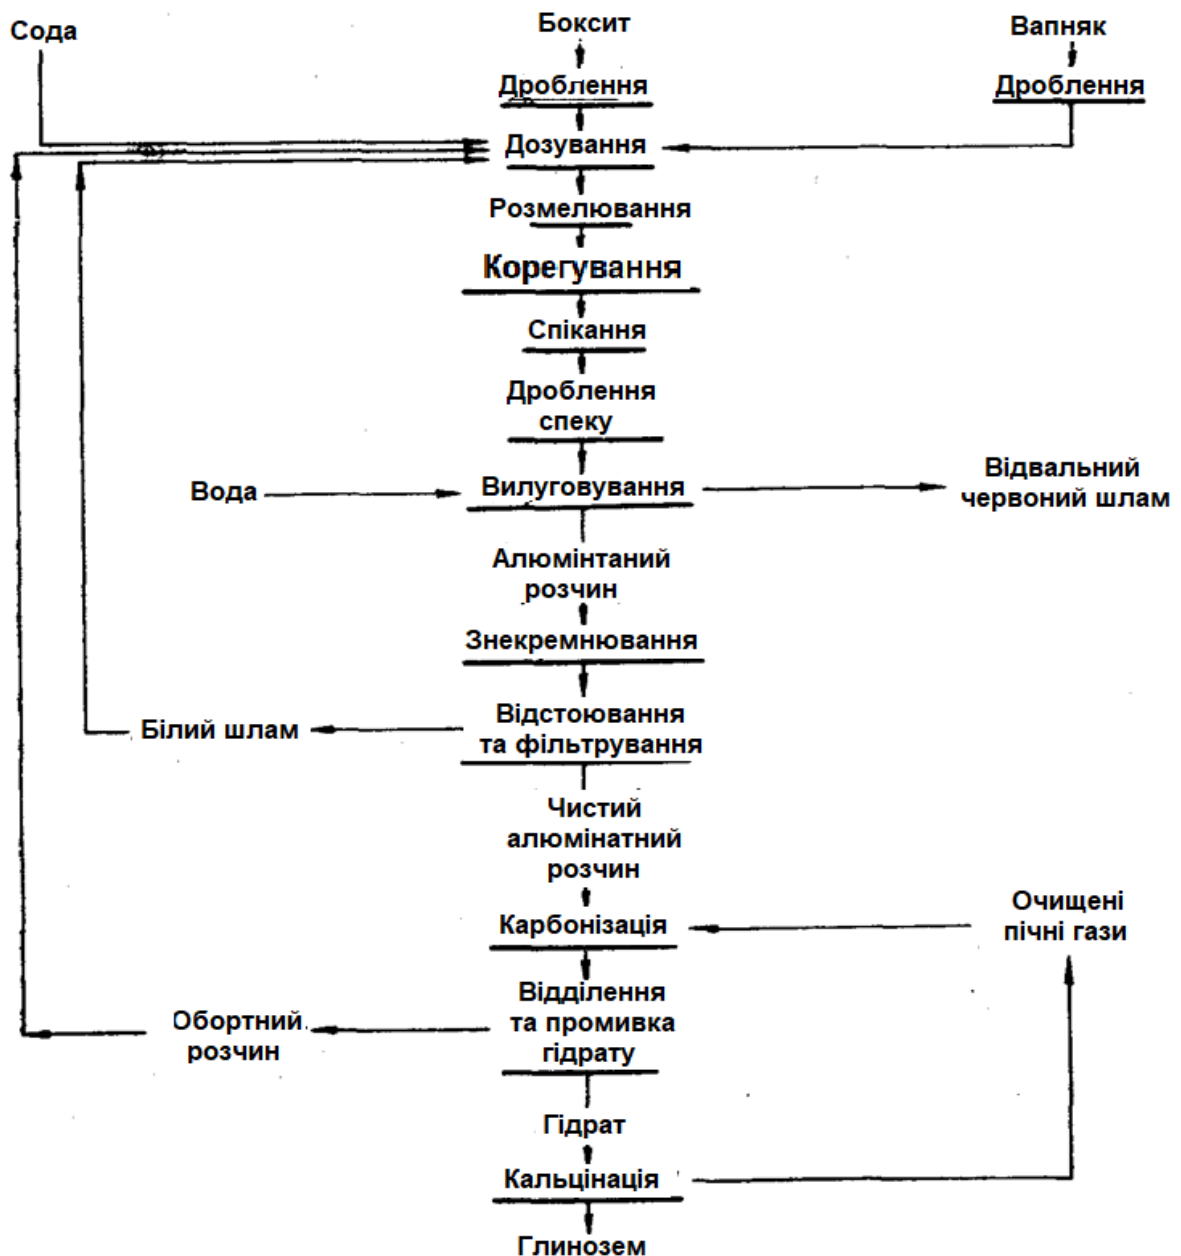 Сода
Боксит
Вапняк
Дроблення
Дроблення
Дозування
Розмелювання
Корегування
Спікання
Дроблення
спеку
Вода
Вилуговування
Відвальний
червоний шлам
Алюмінтаний
розчин
Знекремнювання
Білий шлам
Відстоювання
та фільтрування
Чистий
алюмінатний
розчин
Карбонізація
Очищені
пічні гази
Обортний
розчин
Відділення
та промивка
гідрату
Гідрат
Кальцінація
Глинозем